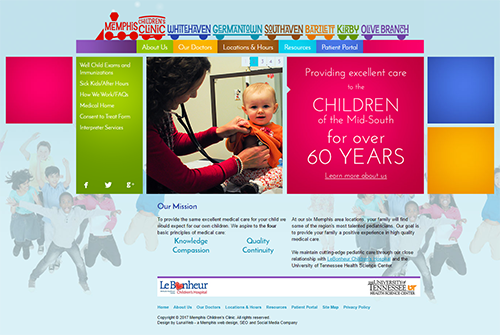 MEMPHIS CHILDREN'S CLINIC WHITEHAVEN GERMANTOWN SOUTHAVEN BARTLETT KIRBY OLIVE BRANCH
About Us Our Doctors Locations & Hours Resources Patient Portal
1 2 3 4 5
Well Child Exams and
Immunizations
Sick Kids/After Hours
How We Work/FAQs
Medical Home
Consent to Treat Form
Interpreter Services
Providing excellent care
to the
CHILDREN
of the Mid-South
for over
60 YEARS
Learn more about us
Our Mission
To provide the same excellent medical care for your child as we
would expect for our own children. We aspire to the four
basic principles of medical care:
Knowledge Quality
Compassion Continuity
At our six Memphis area locations, your family will find
some of the region's most talented pediatricians. Our goal is
to provide your family a positive experience in high quality
medical care.
We maintain cutting-edge pediatric care through our close
relationship with LeBonheur Children's Hospital and the
University of Tennessee Health Science Center.
Le Bonheur
Children's Hospital
THE UNIVERSITY OF
TENNESSEE UT
HEALTH SCIENCE CENTER
Home About Us Our Doctors Locations & Hours Resources Patient Portal Site Map Privacy Policy
Copyright © 2017 Memphis Children's Clinic, All rights reserved.
Design by LunaWeb - a Memphis web design, SEO and Social Media Company